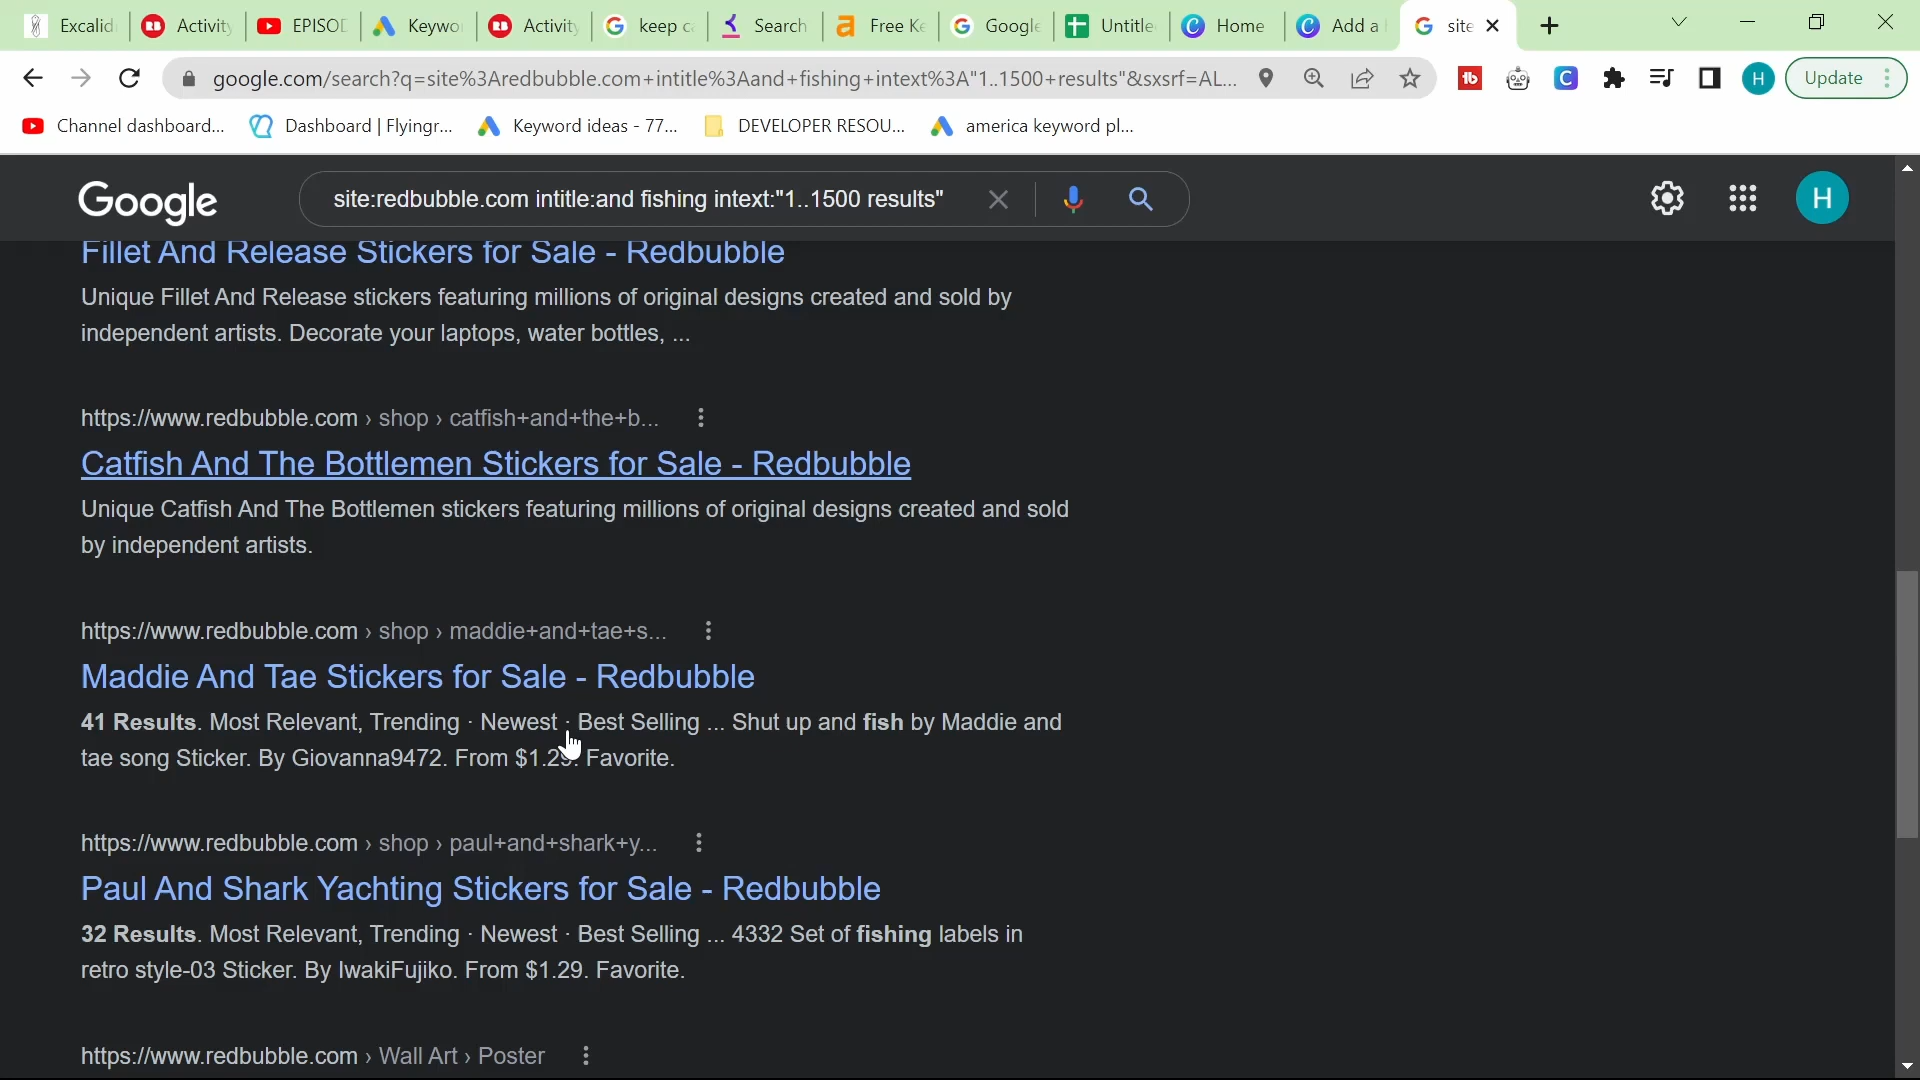 Excalid
Activity
EPISOD
Keywo
Activity
keep ca
Search
Free Ke
Google
Untitle
Home
Add a
site
google.com/search?q=site%3Aredbubble.com+intitle%3Aand+fishing+intext%3A"1..1500+results"&sxsrf=AL...
H
Update
Channel dashboard...
Dashboard | Flyingr...
Keyword ideas - 77...
DEVELOPER RESOU...
america keyword pl...
Google
site:redbubble.com intitle:and fishing intext:"1..1500 results"
H
Fillet And Release Stickers for Sale - Redbubble
Unique Fillet And Release stickers featuring millions of original designs created and sold by
independent artists. Decorate your laptops, water bottles, ...
https://www.redbubble.com › shop › catfish+and+the+b...
Catfish And The Bottlemen Stickers for Sale - Redbubble
Unique Catfish And The Bottlemen stickers featuring millions of original designs created and sold
by independent artists.
https://www.redbubble.com › shop › maddie+and+tae+s...
Maddie And Tae Stickers for Sale - Redbubble
41 Results. Most Relevant, Trending · Newest · Best Selling ... Shut up and fish by Maddie and
tae song Sticker. By Giovanna9472. From $1.29. Favorite.
https://www.redbubble.com › shop › paul+and+shark+y...
Paul And Shark Yachting Stickers for Sale - Redbubble
32 Results. Most Relevant, Trending · Newest · Best Selling ... 4332 Set of fishing labels in
retro style-03 Sticker. By IwakiFujiko. From $1.29. Favorite.
https://www.redbubble.com › Wall Art › Poster